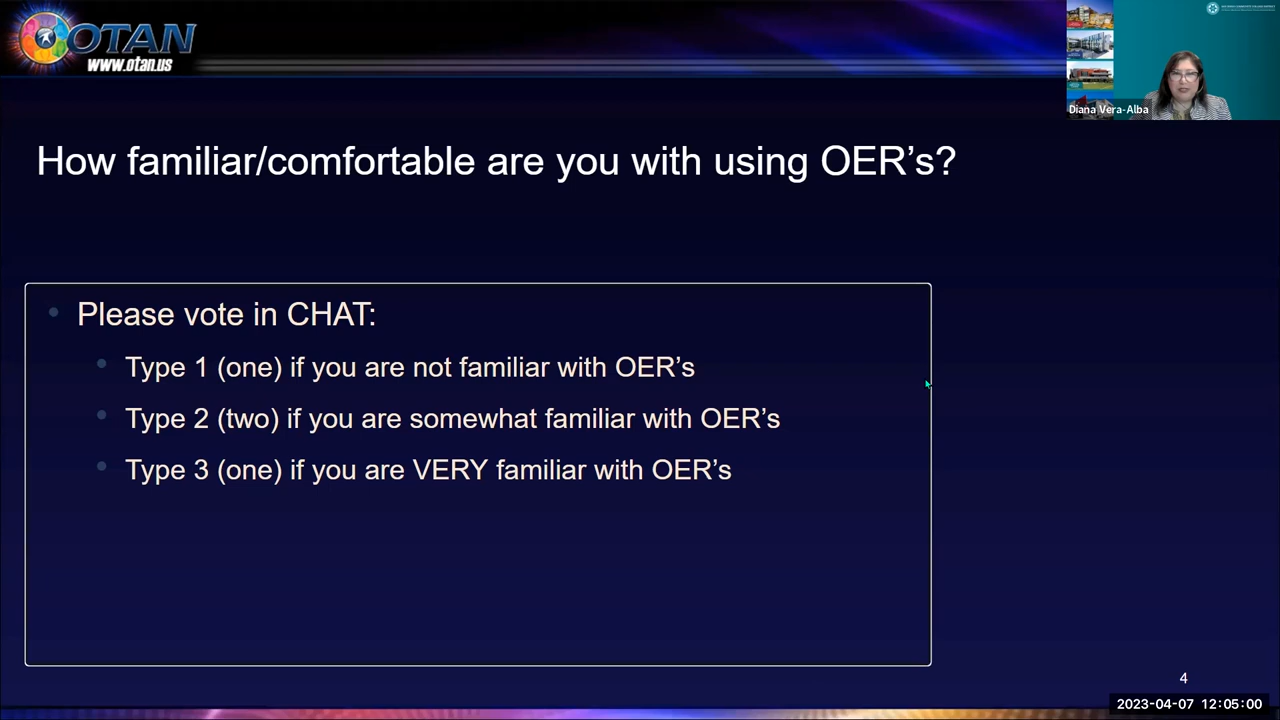 OTAN
www.otan.us
Diana Vera-Alba
How familiar/comfortable are you with using OER’s?
Please vote in CHAT:
Type 1 (one) if you are not familiar with OER’s
Type 2 (two) if you are somewhat familiar with OER’s
Type 3 (one) if you are VERY familiar with OER’s
4
2023-04-07 12:05:00